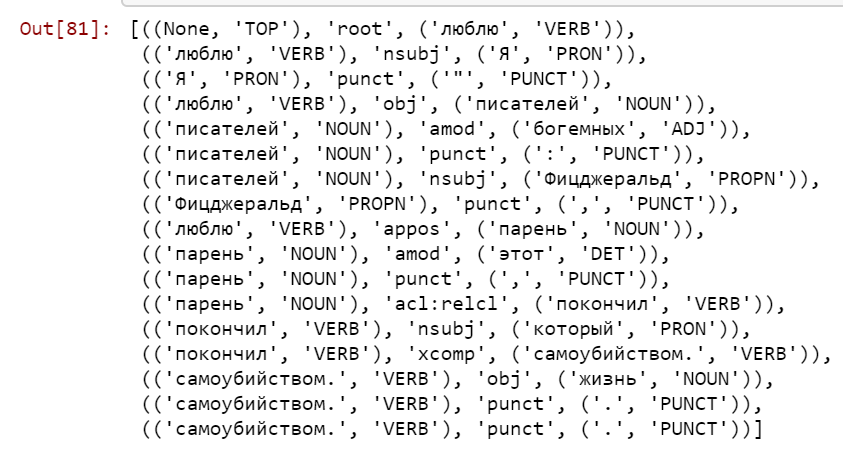 Out[81]: [((None, 'TOP'), 'root', ('люблю', 'VERB')),
(('люблю', 'VERB'), 'nsubj', ('Я', 'PRON')),
(('Я', 'PRON'), 'punct', ('"', 'PUNCT')),
(('люблю', 'VERB'), 'obj', ('писателей', 'NOUN')),
(('писателей', 'NOUN'), 'amod', ('богемных', 'ADJ')),
(('писателей', 'NOUN'), 'punct', (':', 'PUNCT')),
(('писателей', 'NOUN'), 'nsubj', ('Фицджеральд', 'PROPN')),
(('Фицджеральд', 'PROPN'), 'punct', (',', 'PUNCT')),
(('люблю', 'VERB'), 'appos', ('парень', 'NOUN')),
(('парень', 'NOUN'), 'amod', ('этот', 'DET')),
(('парень', 'NOUN'), 'punct', (',', 'PUNCT')),
(('парень', 'NOUN'), 'acl:relcl', ('покончил', 'VERB')),
(('покончил', 'VERB'), 'nsubj', ('который', 'PRON')),
(('покончил', 'VERB'), 'xcomp', ('самоубийством.', 'VERB')),
(('самоубийством.', 'VERB'), 'obj', ('жизнь', 'NOUN')),
(('самоубийством.', 'VERB'), 'punct', ('.', 'PUNCT')),
(('самоубийством.', 'VERB'), 'punct', ('.', 'PUNCT'))]